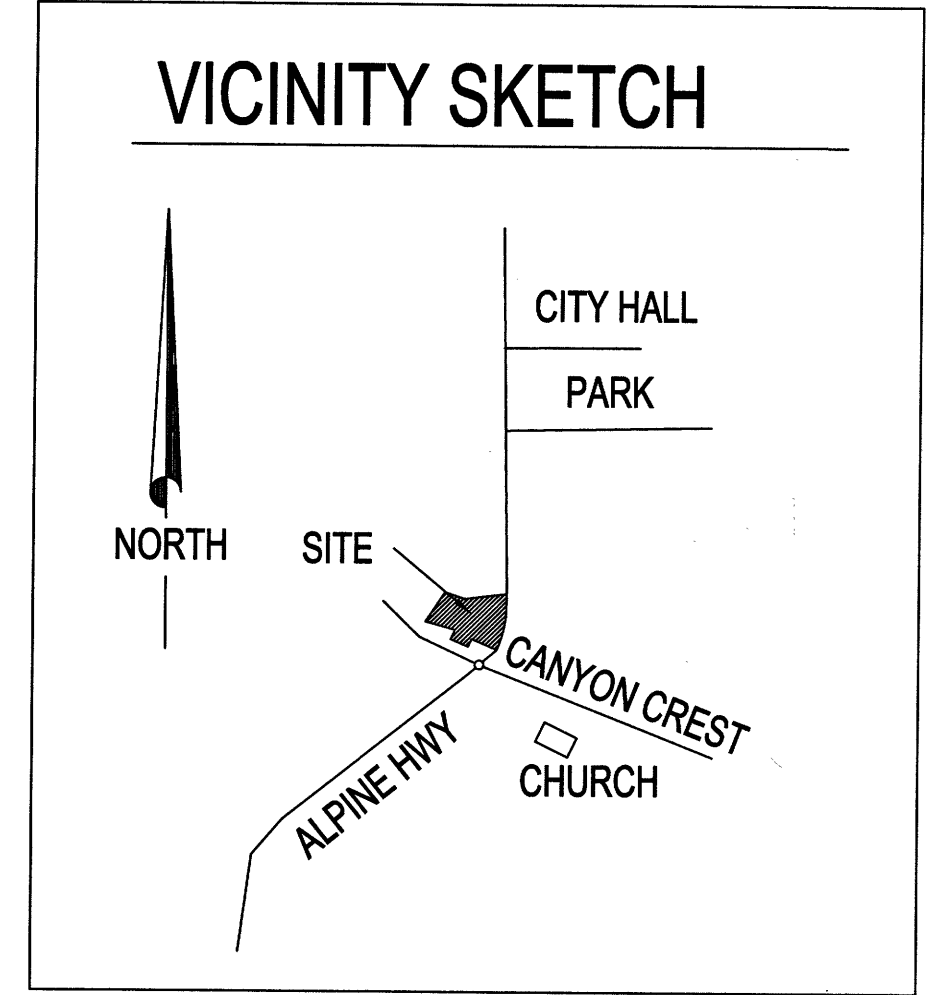 VICINITY SKETCH
CITY HALL
PARK
NORTH
SITE
CANYON CREST
ALPINE HWY
CHURCH